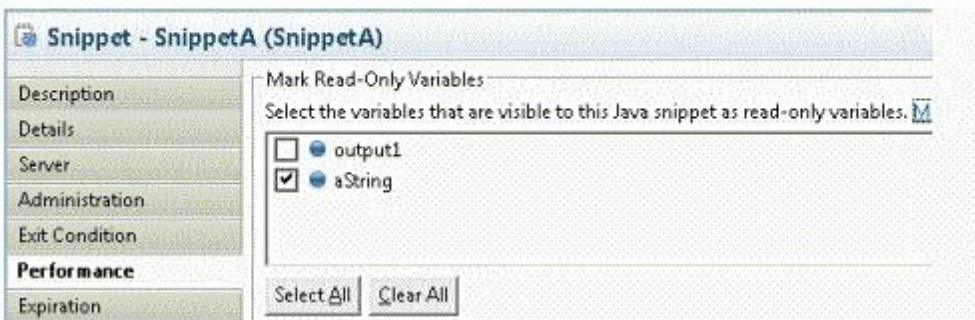 Snippet - SnippetA (SnippetA)
Description
Details
Server
Administration
Exit Condition
Performance
Expiration
Mark Read-Only Variables
Select the variables that are visible to this Java snippet as read-only variables. M
output1
aString
Select All
Clear All